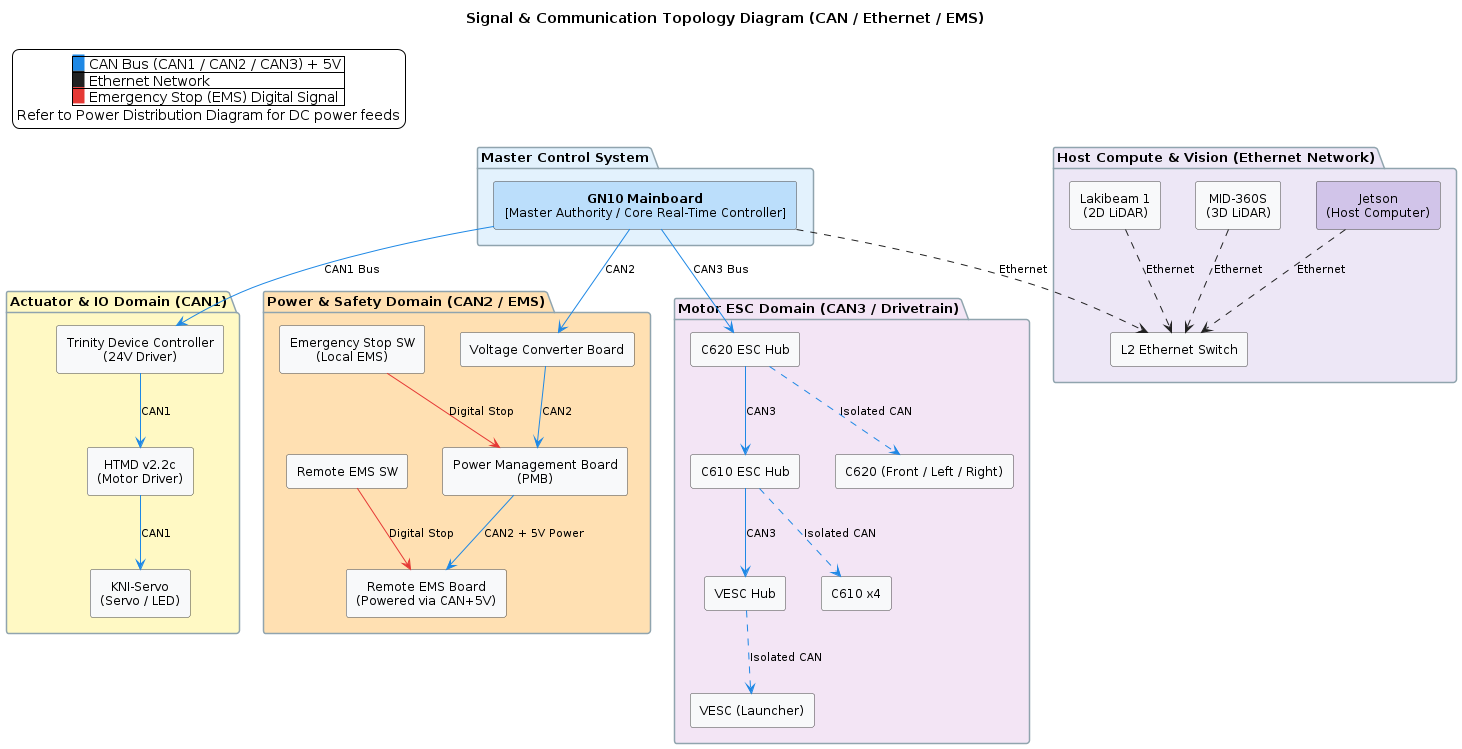 Signal & Communication Topology Diagram (CAN / Ethernet / EMS)
CAN Bus (CAN1 / CAN2 / CAN3) + 5V
Ethernet Network
Emergency Stop (EMS) Digital Signal
Refer to Power Distribution Diagram for DC power feeds
Master Control System
GN10 Mainboard
[Master Authority / Core Real-Time Controller]
Host Compute & Vision (Ethernet Network)
Lakibeam 1
(2D LiDAR)
MID-360S
(3D LiDAR)
Jetson
(Host Computer)
CAN1 Bus
CAN2
CAN3 Bus
Ethernet
Ethernet
Ethernet
Ethernet
L2 Ethernet Switch
Actuator & IO Domain (CAN1)
Trinity Device Controller
(24V Driver)
CAN1
HTMD v2.2c
(Motor Driver)
CAN1
KNI-Servo
(Servo / LED)
Power & Safety Domain (CAN2 / EMS)
Emergency Stop SW
(Local EMS)
Voltage Converter Board
Digital Stop
CAN2
Remote EMS SW
Power Management Board
(PMB)
Digital Stop
CAN2 + 5V Power
Remote EMS Board
(Powered via CAN+5V)
Motor ESC Domain (CAN3 / Drivetrain)
C620 ESC Hub
CAN3
Isolated CAN
C610 ESC Hub
C620 (Front / Left / Right)
CAN3
Isolated CAN
VESC Hub
C610 x4
Isolated CAN
VESC (Launcher)